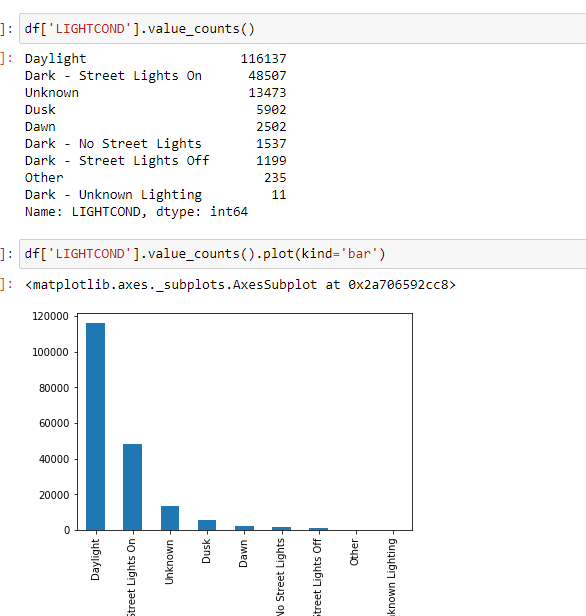 ]: df['LIGHTCOND'].value_counts()
]: Daylight 116137
Dark - Street Lights On 48507
Unknown 13473
Dusk 5902
Dawn 2502
Dark - No Street Lights 1537
Dark - Street Lights Off 1199
Other 235
Dark - Unknown Lighting 11
Name: LIGHTCOND, dtype: int64
]: df['LIGHTCOND'].value_counts().plot(kind='bar')
]: <matplotlib.axes._subplots.AxesSubplot at 0x2a706592cc8>
120000
100000
80000
60000
40000
20000
0
Daylight
Street Lights On
Unknown
Dusk
Dawn
No Street Lights
Street Lights Off
Other
known Lighting